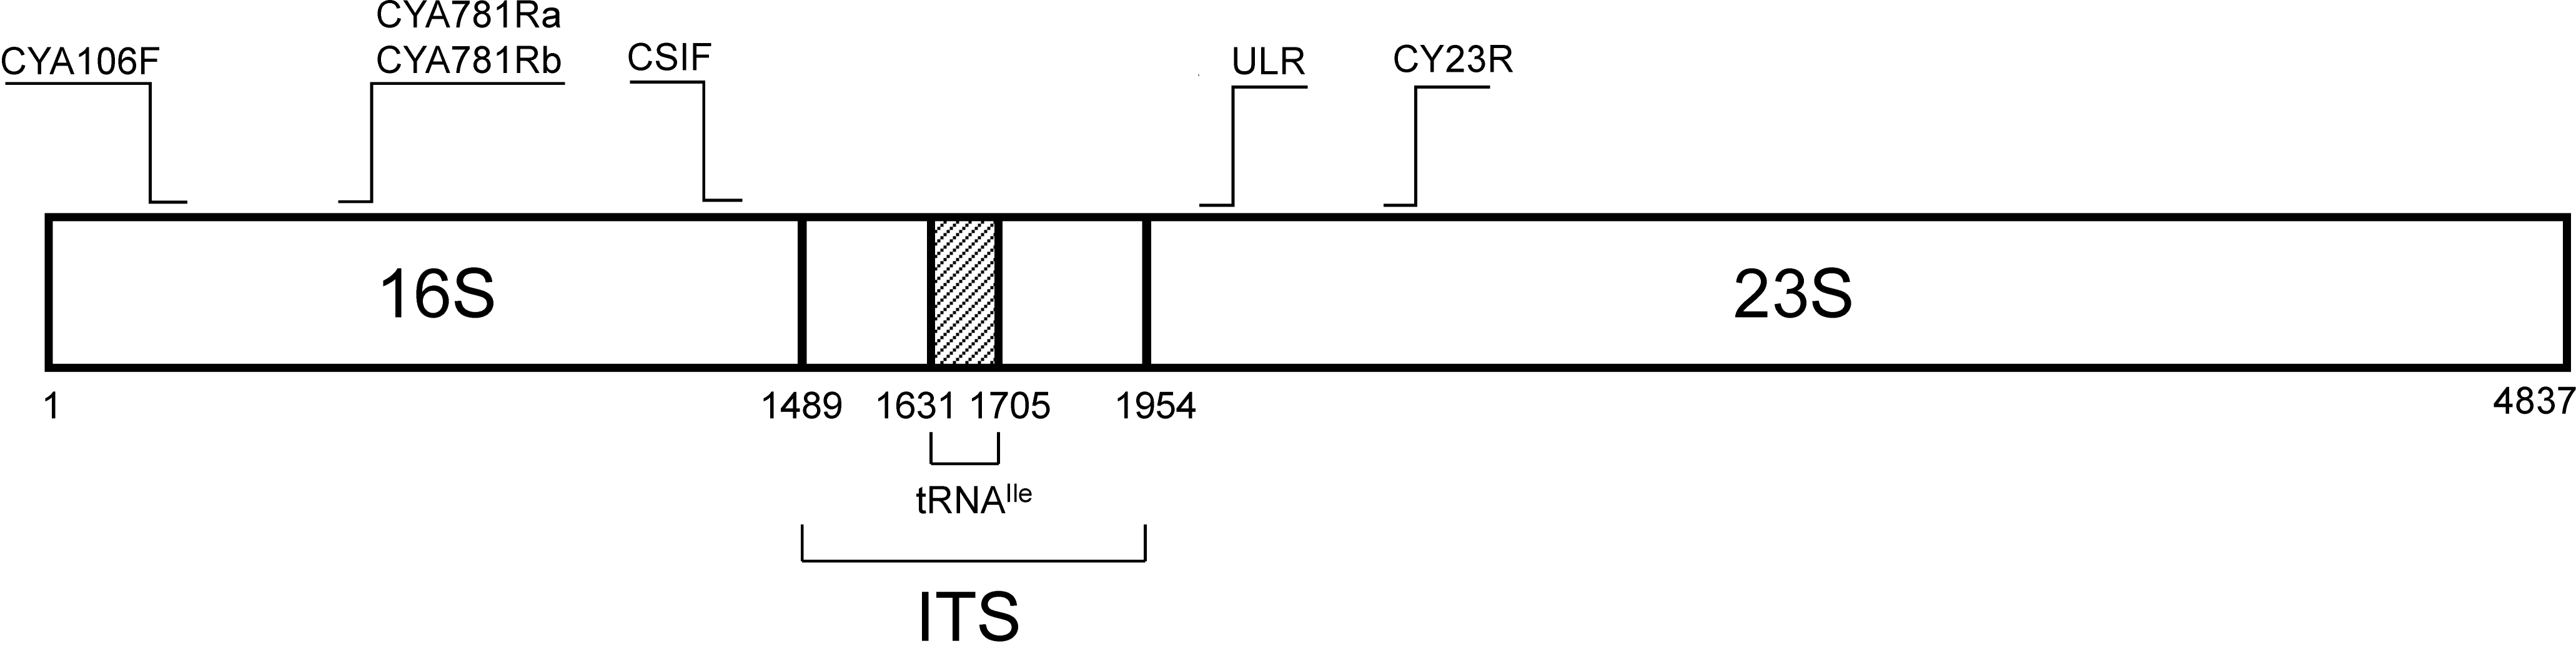 CYA106F
CYA781Ra
CYA781Rb
CSIF
ULR
CY23R
16S
23S
1
1489
1631
1705
1954
4837
tRNAIle
ITS